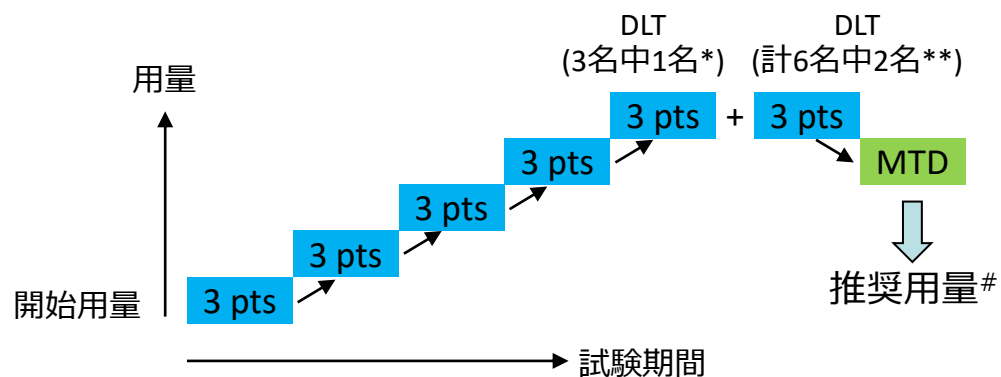 DLT
(3名中1名*)
DLT
(計6名中2名**)
用量
3 pts + 3 pts
3 pts
MTD
3 pts
3 pts
推奨用量#
開始用量
3 pts
試験期間